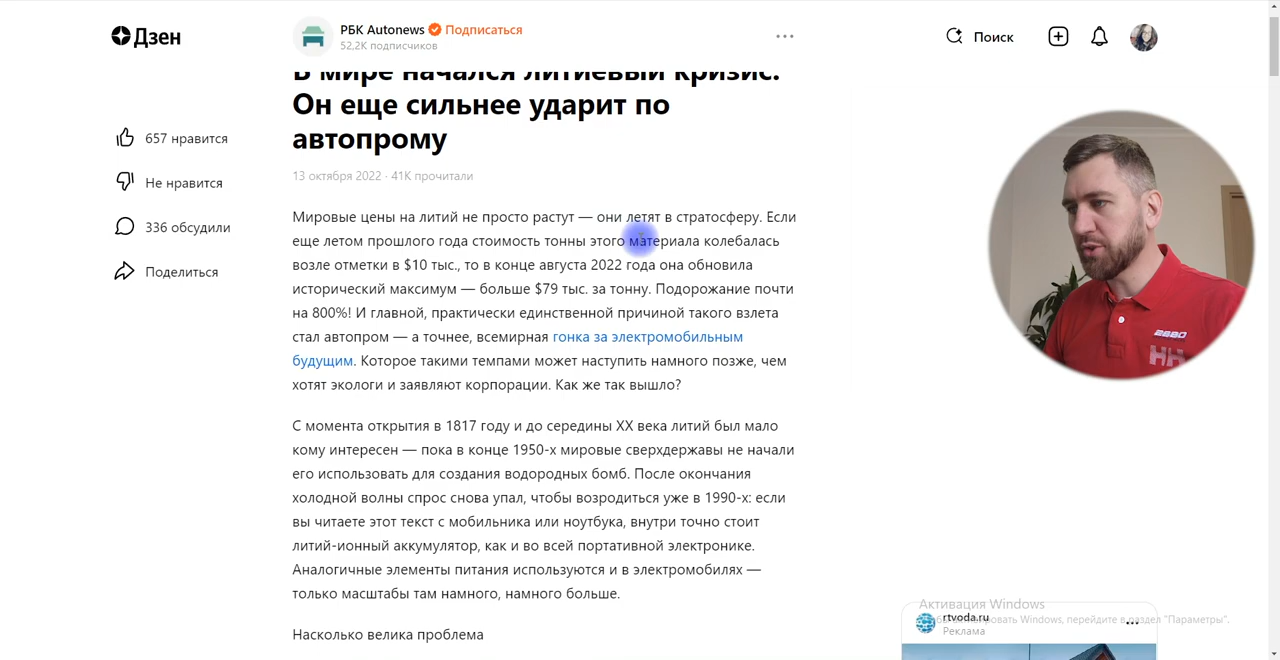 Дзен
РБК Autonews Подписаться
52,2K подписчиков
Поиск
В мире начался литиевый кризис.
Он еще сильнее ударит по
автопрому
657 нравится
Не нравится
336 обсудили
Поделиться
13 октября 2022 · 41K прочитали
Мировые цены на литий не просто растут — они летят в стратосферу. Если
еще летом прошлого года стоимость тонны этого материала колебалась
возле отметки в $10 тыс., то в конце августа 2022 года она обновила
исторический максимум — больше $79 тыс. за тонну. Подорожание почти
на 800%! И главной, практически единственной причиной такого взлета
стал автопром — а точнее, всемирная гонка за электромобильным
будущим. Которое такими темпами может наступить намного позже, чем
хотят экологи и заявляют корпорации. Как же так вышло?
С момента открытия в 1817 году и до середины XX века литий был мало
кому интересен — пока в конце 1950-х мировые сверхдержавы не начали
его использовать для создания водородных бомб. После окончания
холодной волны спрос снова упал, чтобы возродиться уже в 1990-х: если
вы читаете этот текст с мобильника или ноутбука, внутри точно стоит
литий-ионный аккумулятор, как и во всей портативной электронике.
Аналогичные элементы питания используются и в электромобилях —
только масштабы там намного, намного больше.
Насколько велика проблема
HH
Активация Windows
rtvoda.ru
Windows, перейдите в раздел "Параметры".
Реклама